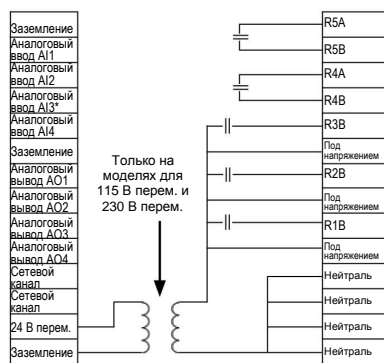 Заземление
Аналоговый
ввод AI1
Аналоговый
ввод AI2
Аналоговый
ввод AI3*
Аналоговый
ввод AI4
Заземление
Аналоговый
вывод AO1
Аналоговый
вывод AO2
Аналоговый
вывод AO3
Аналоговый
вывод AO4
Сетевой
канал
Сетевой
канал
24 В перем.
Заземление
Только на
моделях для
115 В перем. и
230 В перем.
R5A
R5B
R4A
R4B
R3B
Под
напряжением
R2B
Под
напряжением
R1B
Под
напряжением
Нейтраль
Нейтраль
Нейтраль
Нейтраль